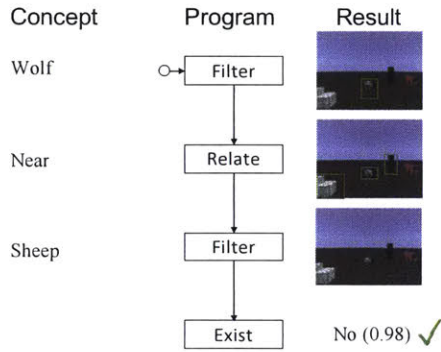 Concept Program Result
Wolf Filter
Near Relate
Sheep Filter
Exist No (0.98)